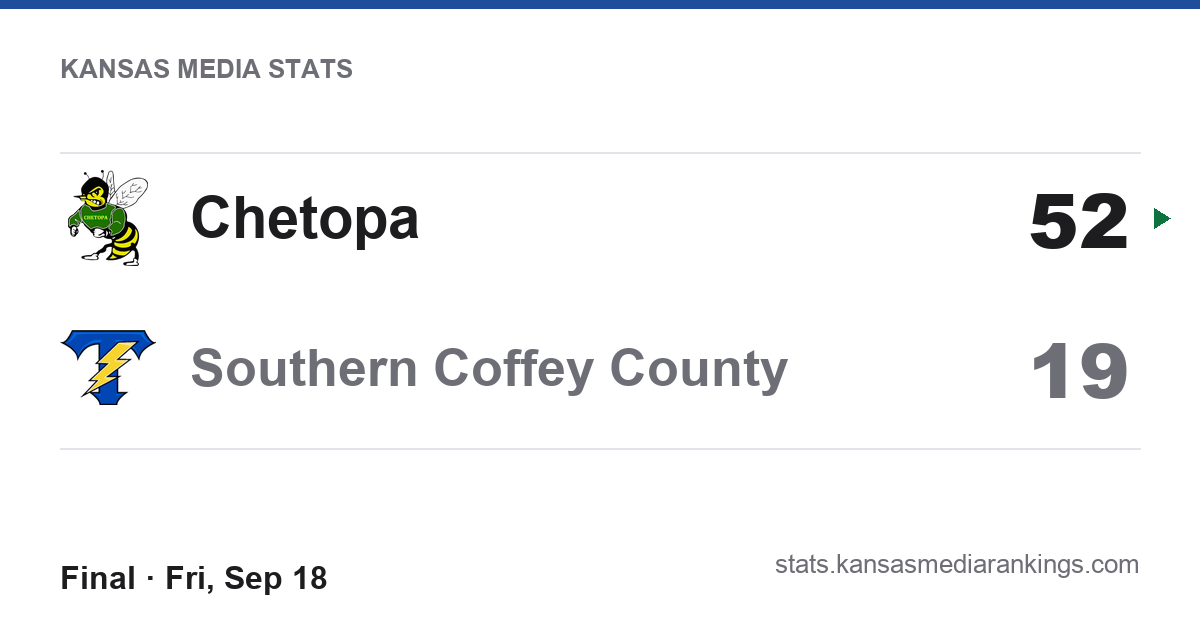 KANSAS MEDIA STATS
CHETOPA
Chetopa
52
T
Southern Coffey County
19
Final · Fri, Sep 18
stats.kansasmediarankings.com